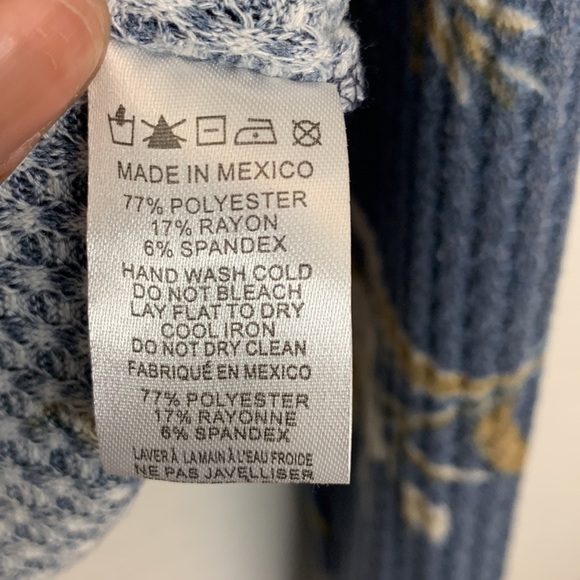 MADE IN MEXICO
77% POLYESTER
17% RAYON
6% SPANDEX
HAND WASH COLD
DO NOT BLEACH
LAY FLAT TO DRY
COOL IRON
DO NOT DRY CLEAN
FABRIQUÉ EN MEXICO
77% POLYESTER
17% RAYONNE
6% SPANDEX
LAVER À LA MAIN À L'EAU FROIDE
NE PAS JAVELLISER